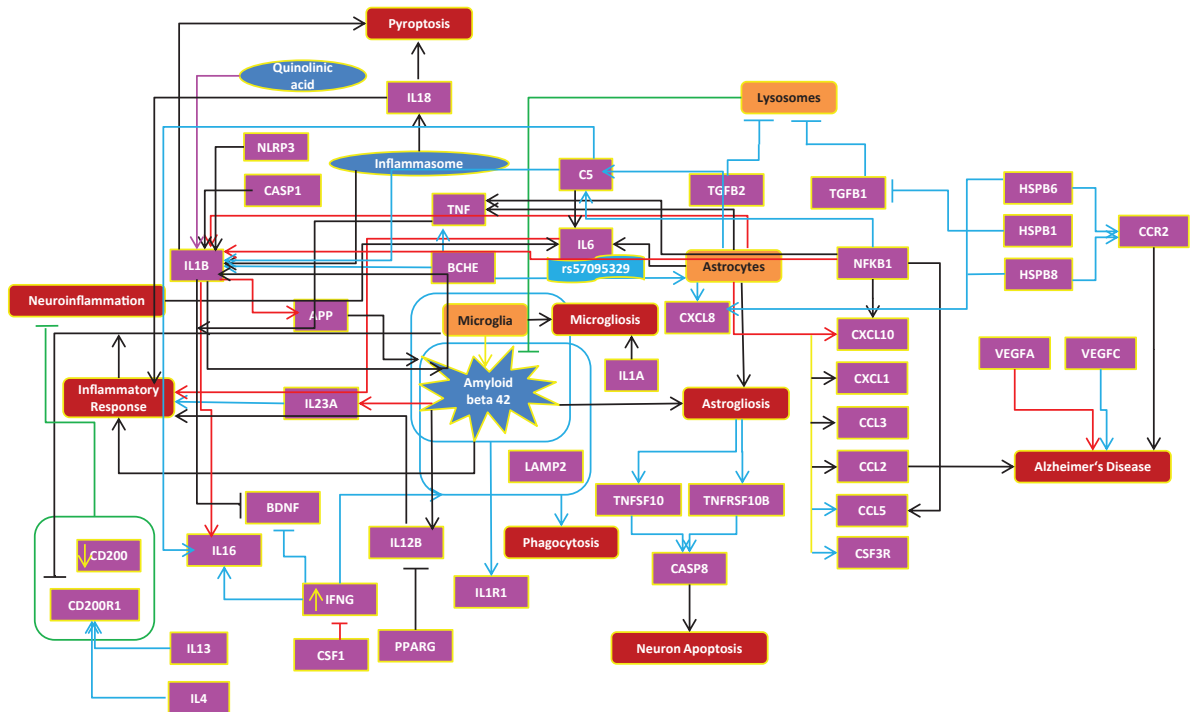 Pyroptosis
Quinolinic
acid
IL18
Lysosomes
NLRP3
Inflammasome
C5
CASP1
TGFB2
TGFB1
HSPB6
TNF
HSPB1
CCR2
IL6
IL1B
BCHE
rs57095329
Astrocytes
NFKB1
HSPB8
Neuroinflammation
APP
Microglia
Microgliosis
CXCL8
CXCL10
VEGFA
VEGFC
IL1A
CXCL1
Inflammatory
Response
Amyloid
beta 42
IL23A
Astrogliosis
CCL3
LAMP2
CCL2
Alzheimer's Disease
BDNF
TNFSF10
TNFRSF10B
CCL5
CD200
IL16
IL12B
Phagocytosis
CSF3R
CASP8
CD200R1
IFNG
IL1R1
IL13
CSF1
PPARG
Neuron Apoptosis
IL4